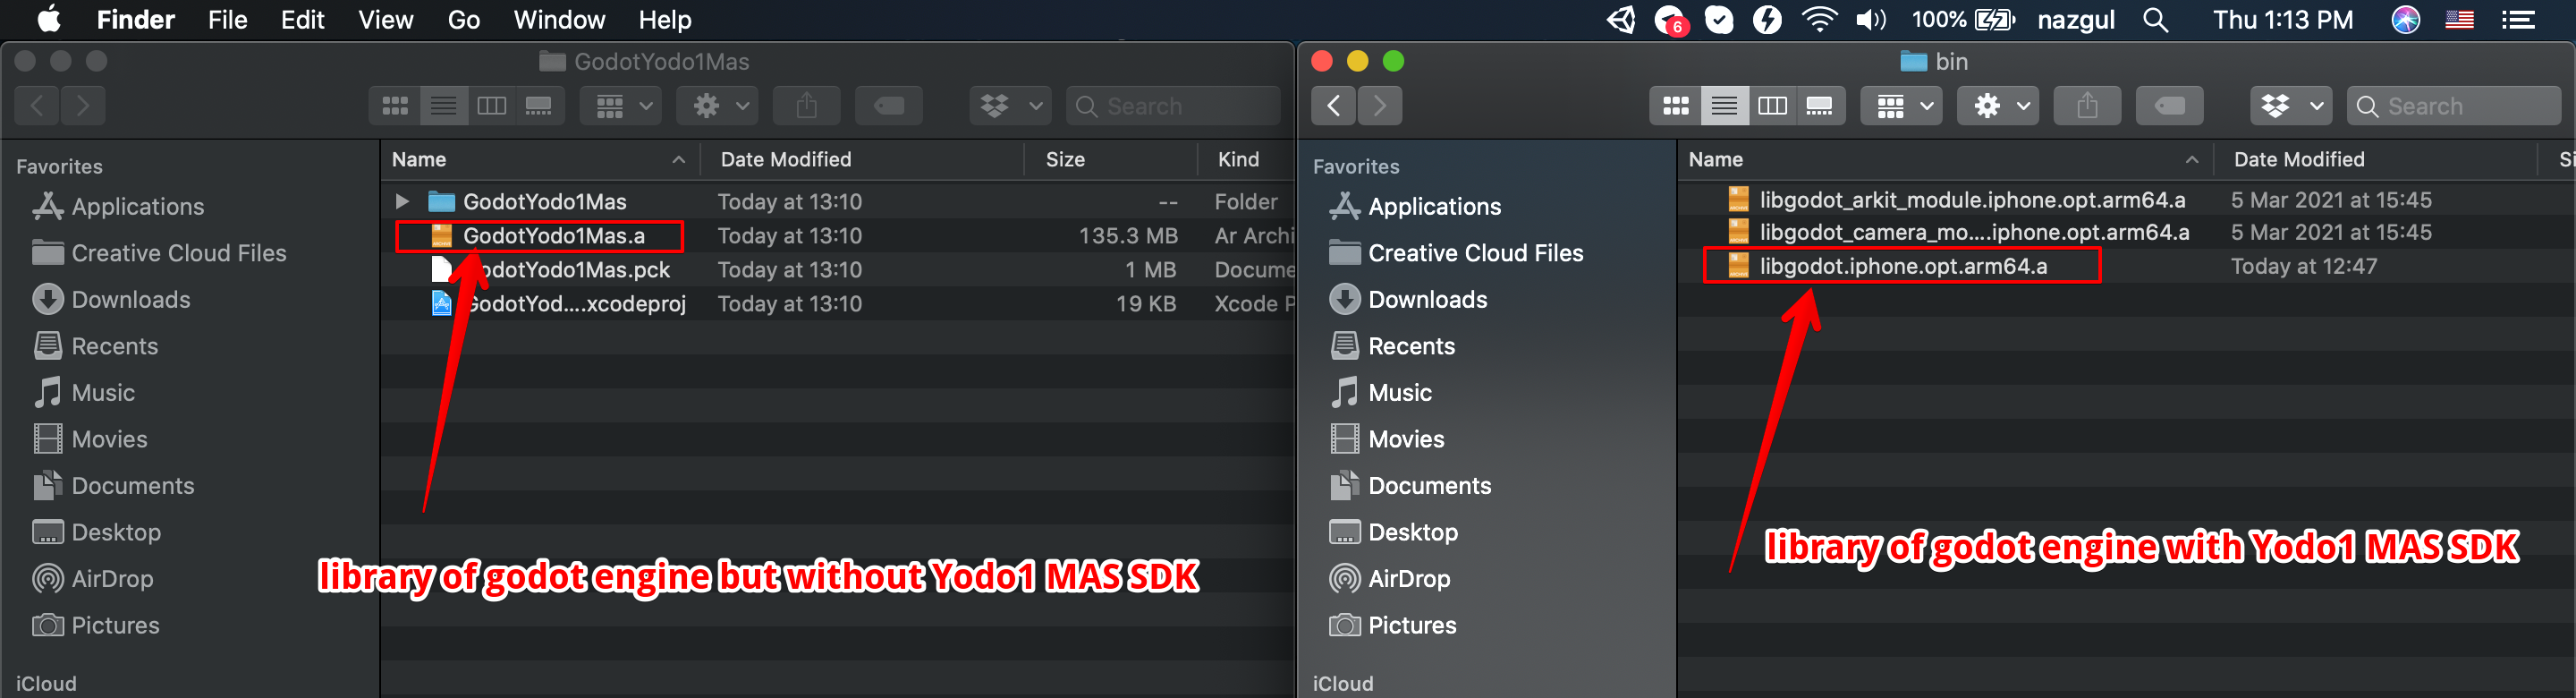 Finder File Edit View Go Window Help 6 100% nazgul Thu 1:13 PM
GodotYodo1Mas
Search
Favorites
Applications
Creative Cloud Files
Downloads
Recents
Music
Movies
Documents
Desktop
AirDrop
Pictures
iCloud
Name Date Modified Size Kind
GodotYodo1Mas Today at 13:10 -- Folder
GodotYodo1Mas.a Today at 13:10 135.3 MB Ar Archi
odotYodo1Mas.pck Today at 13:10 1 MB Docume
GodotYod....xcodeproj Today at 13:10 19 KB Xcode P
library of godot engine but without Yodo1 MAS SDK
bin
Search
Favorites
Applications
Creative Cloud Files
Downloads
Recents
Music
Movies
Documents
Desktop
AirDrop
Pictures
iCloud
Name Date Modified Si
libgodot_arkit_module.iphone.opt.arm64.a 5 Mar 2021 at 15:45
libgodot_camera_mo....iphone.opt.arm64.a 5 Mar 2021 at 15:45
libgodot.iphone.opt.arm64.a Today at 12:47
library of godot engine with Yodo1 MAS SDK